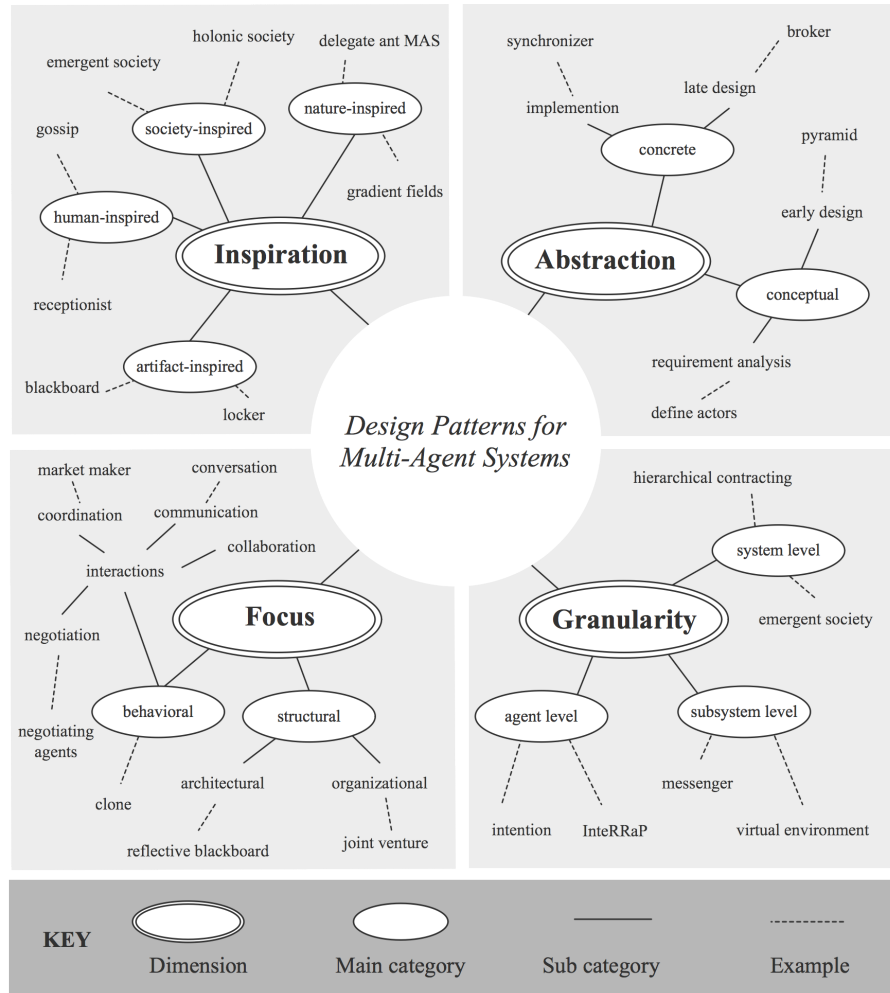 holonic society
delegate ant MAS
emergent society
nature-inspired
society-inspired
gossip
gradient fields
human-inspired
Inspiration
receptionist
artifact-inspired
blackboard
locker
broker
synchronizer
late design
implemention
pyramid
concrete
early design
Abstraction
conceptual
requirement analysis
define actors
Design Patterns for
Multi-Agent Systems
market maker
conversation
coordination
communication
collaboration
interactions
Focus
negotiation
behavioral
structural
negotiating
agents
architectural
organizational
clone
joint venture
reflective blackboard
hierarchical contracting
system level
Granularity
emergent society
agent level
subsystem level
messenger
intention
InteRRaP
virtual environment
KEY
Dimension
Main category
Sub category
Example